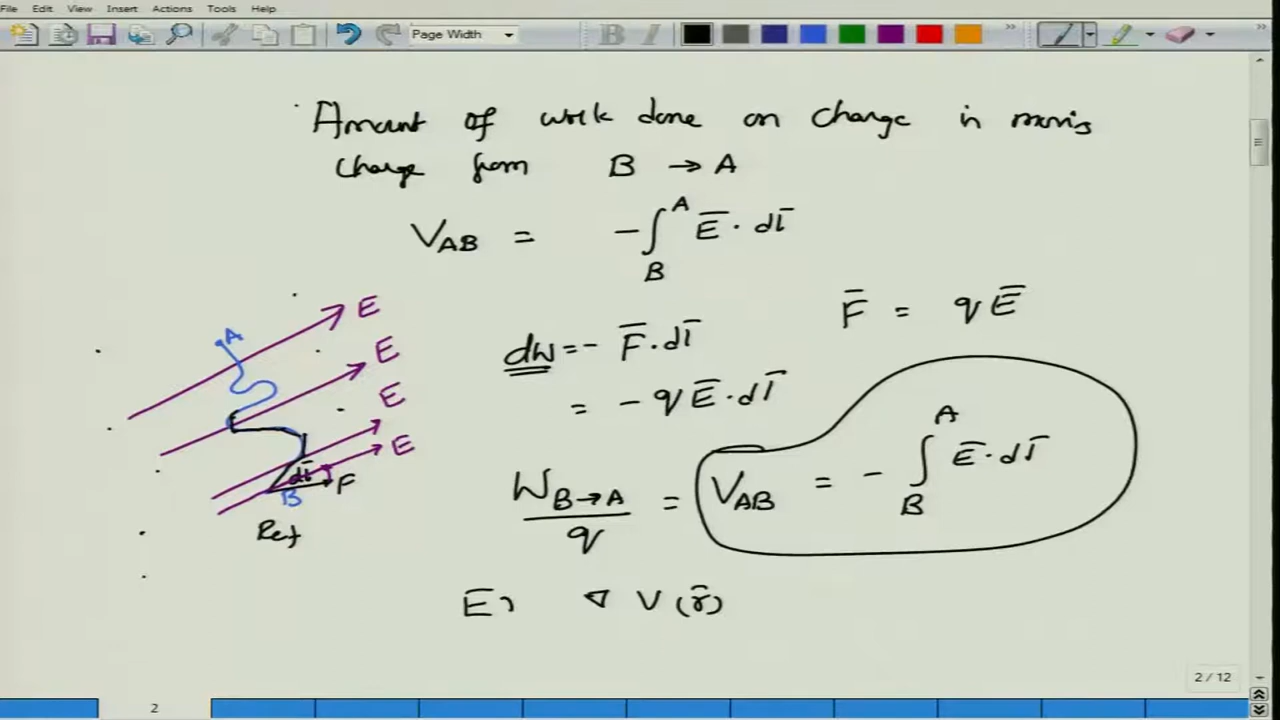 File Edit View Insert Actions Tools Help
Page Width
Amount of work done on charge in moving
charge from B → A
V_AB = -∫_B^A E̅ · dl̅
F̅ = qE̅
dW = - F̅ · dl̅
= - qE̅ · dl̅
W_B→A / q = V_AB = - ∫_B^A E̅ · dl̅
E) ∇ V(r̅)
A
E
E
E
E
dl̅
B
F
Ref
2 / 12
2